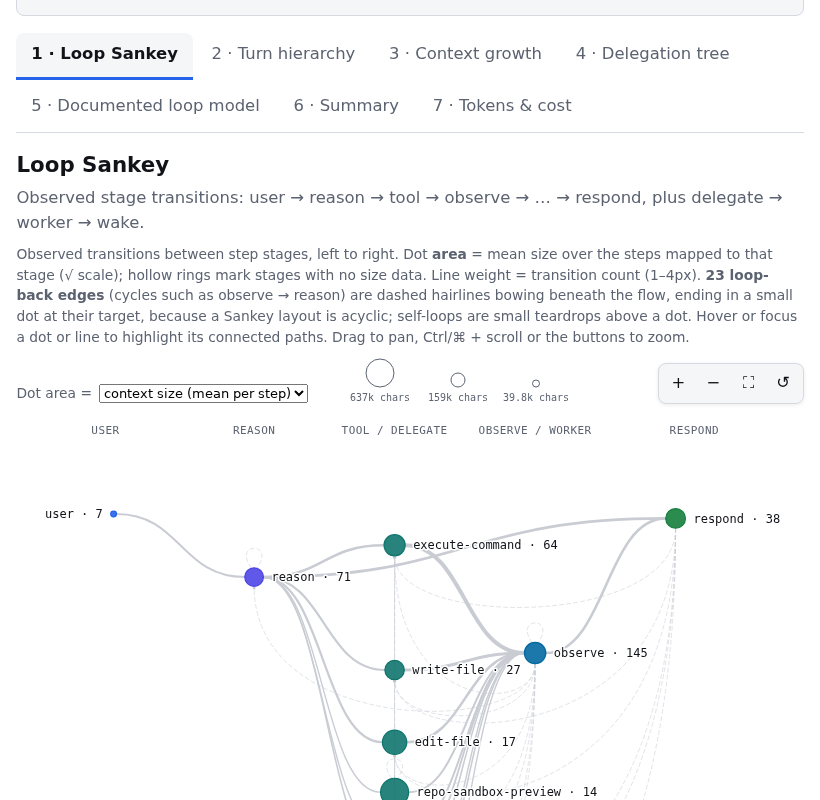 1 · Loop Sankey
2 · Turn hierarchy
3 · Context growth
4 · Delegation tree
5 · Documented loop model
6 · Summary
7 · Tokens & cost
Loop Sankey
Observed stage transitions: user → reason → tool → observe → … → respond, plus delegate →
worker → wake.
Observed transitions between step stages, left to right. Dot area = mean size over the steps mapped to that
stage (√ scale); hollow rings mark stages with no size data. Line weight = transition count (1–4px). 23 loop-
back edges (cycles such as observe → reason) are dashed hairlines bowing beneath the flow, ending in a small
dot at their target, because a Sankey layout is acyclic; self-loops are small teardrops above a dot. Hover or focus
a dot or line to highlight its connected paths. Drag to pan, Ctrl/⌘ + scroll or the buttons to zoom.
Dot area = context size (mean per step)
637k chars
159k chars
39.8k chars
+ − ⛶ ↺
USER
REASON
TOOL / DELEGATE
OBSERVE / WORKER
RESPOND
user · 7
respond · 38
execute-command · 64
reason · 71
observe · 145
write-file · 27
edit-file · 17
repo-sandbox-preview · 14